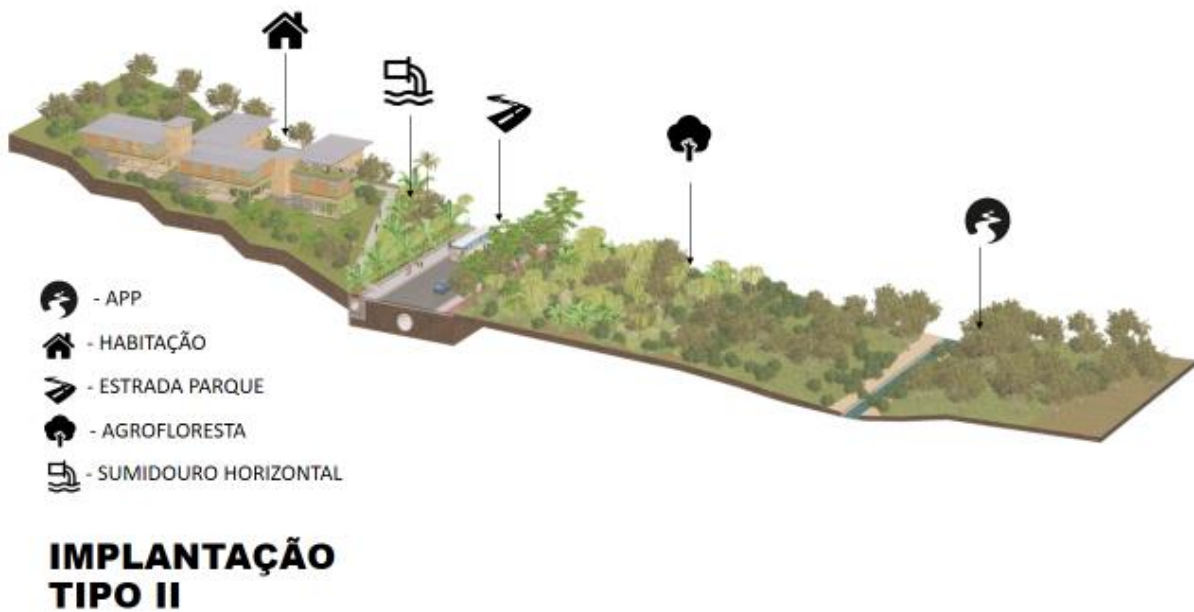 - APP
- HABITAÇÃO
- ESTRADA PARQUE
- AGROFLORESTA
- SUMIDOURO HORIZONTAL
IMPLANTAÇÃO
TIPO II